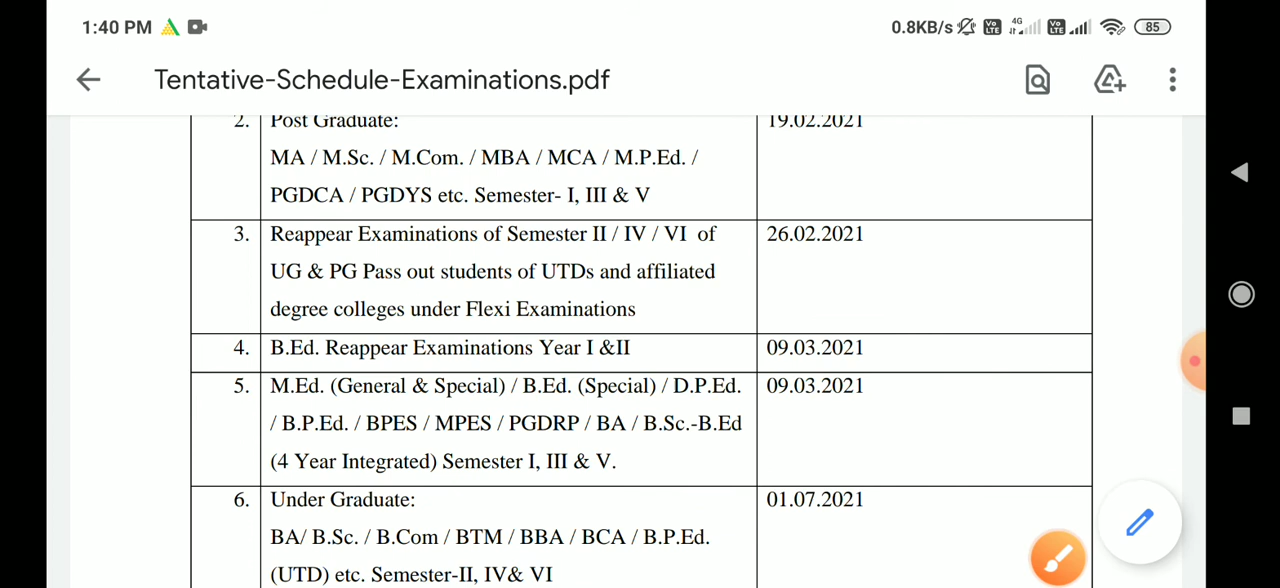 1:40 PM
0.8KB/s Vo LTE 4G Vo LTE 85
Tentative-Schedule-Examinations.pdf
2. Post Graduate: 19.02.2021
MA / M.Sc. / M.Com. / MBA / MCA / M.P.Ed. /
PGDCA / PGDYS etc. Semester- I, III & V
3. Reappear Examinations of Semester II / IV / VI of 26.02.2021
UG & PG Pass out students of UTDs and affiliated
degree colleges under Flexi Examinations
4. B.Ed. Reappear Examinations Year I &II 09.03.2021
5. M.Ed. (General & Special) / B.Ed. (Special) / D.P.Ed. 09.03.2021
/ B.P.Ed. / BPES / MPES / PGDRP / BA / B.Sc.-B.Ed
(4 Year Integrated) Semester I, III & V.
6. Under Graduate: 01.07.2021
BA/ B.Sc. / B.Com / BTM / BBA / BCA / B.P.Ed.
(UTD) etc. Semester-II, IV& VI